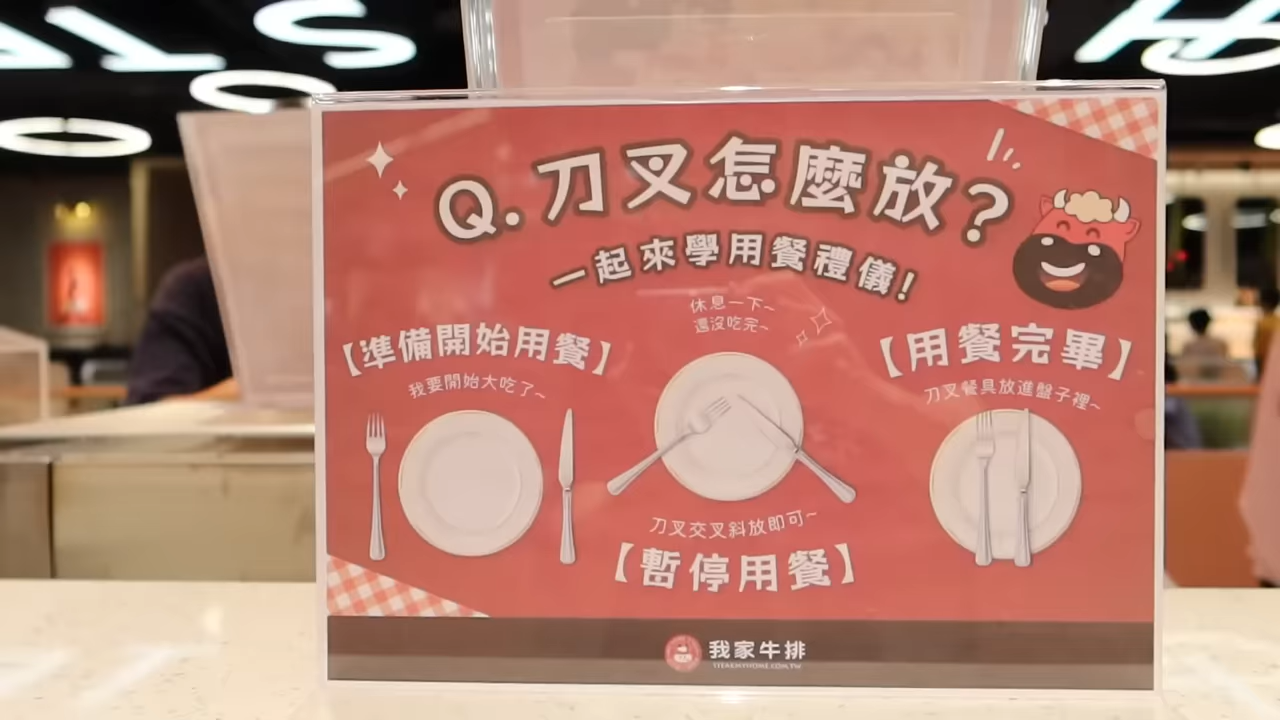 Q.刀叉怎麼放?
一起來學用餐禮儀!
【準備開始用餐】
我要開始大吃了~
休息一下~
還沒吃完~
刀叉交叉斜放即可~
【暫停用餐】
【用餐完畢】
刀叉餐具放進盤子裡~
我家牛排